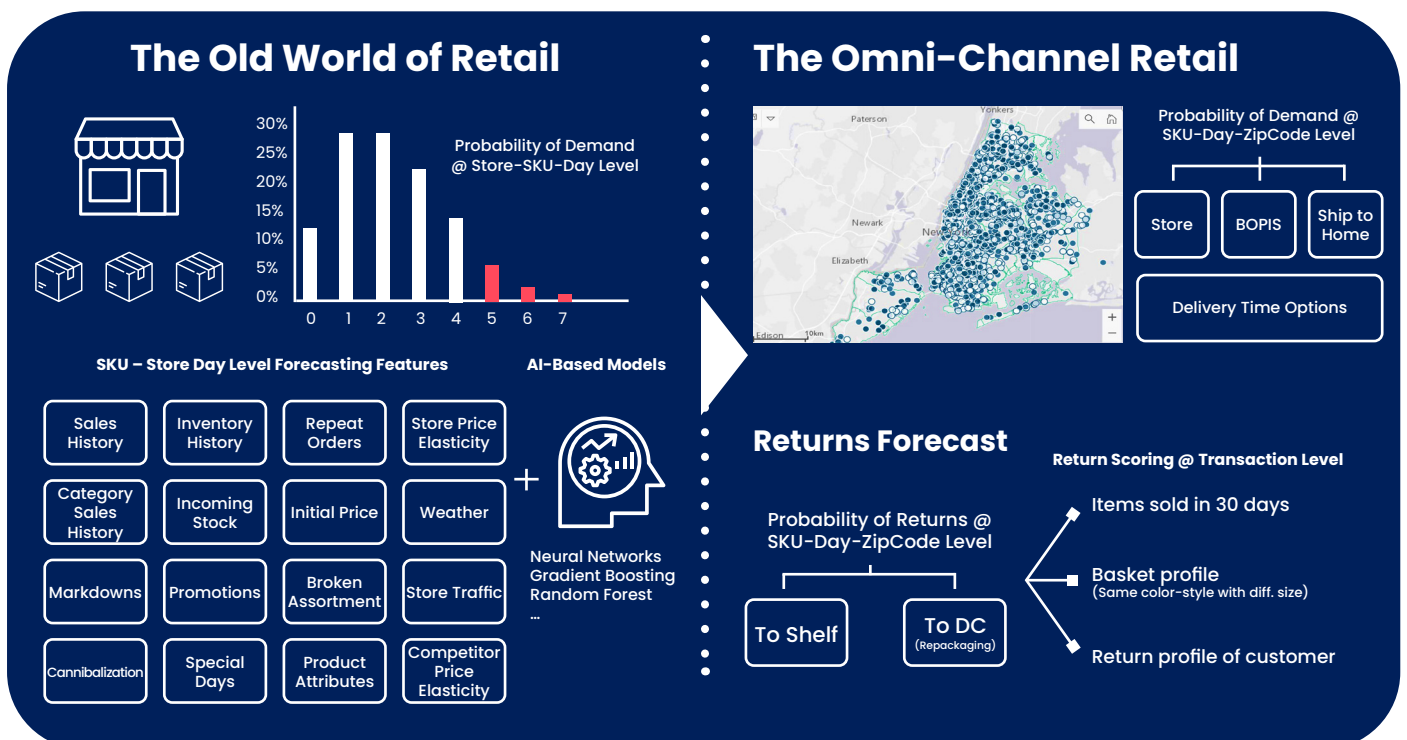 The Old World of Retail
30%
25%
20%
15%
10%
5%
0%
0 1 2 3 4 5 6 7
Probability of Demand
@ Store-SKU-Day Level
SKU – Store Day Level Forecasting Features
Sales
History
Inventory
History
Repeat
Orders
Store Price
Elasticity
Category
Sales
History
Incoming
Stock
Initial Price
Weather
Markdowns
Promotions
Broken
Assortment
Store Traffic
Cannibalization
Special
Days
Product
Attributes
Competitor
Price
Elasticity
+
AI-Based Models
Neural Networks
Gradient Boosting
Random Forest
...
The Omni-Channel Retail
Yonkers
Paterson
Newark
New York
Elizabeth
Edison
10km
+
−
Probability of Demand @
SKU-Day-ZipCode Level
Store
BOPIS
Ship to
Home
Delivery Time Options
Returns Forecast
Probability of Returns @
SKU-Day-ZipCode Level
To Shelf
To DC
(Repackaging)
Return Scoring @ Transaction Level
Items sold in 30 days
Basket profile
(Same color-style with diff. size)
Return profile of customer